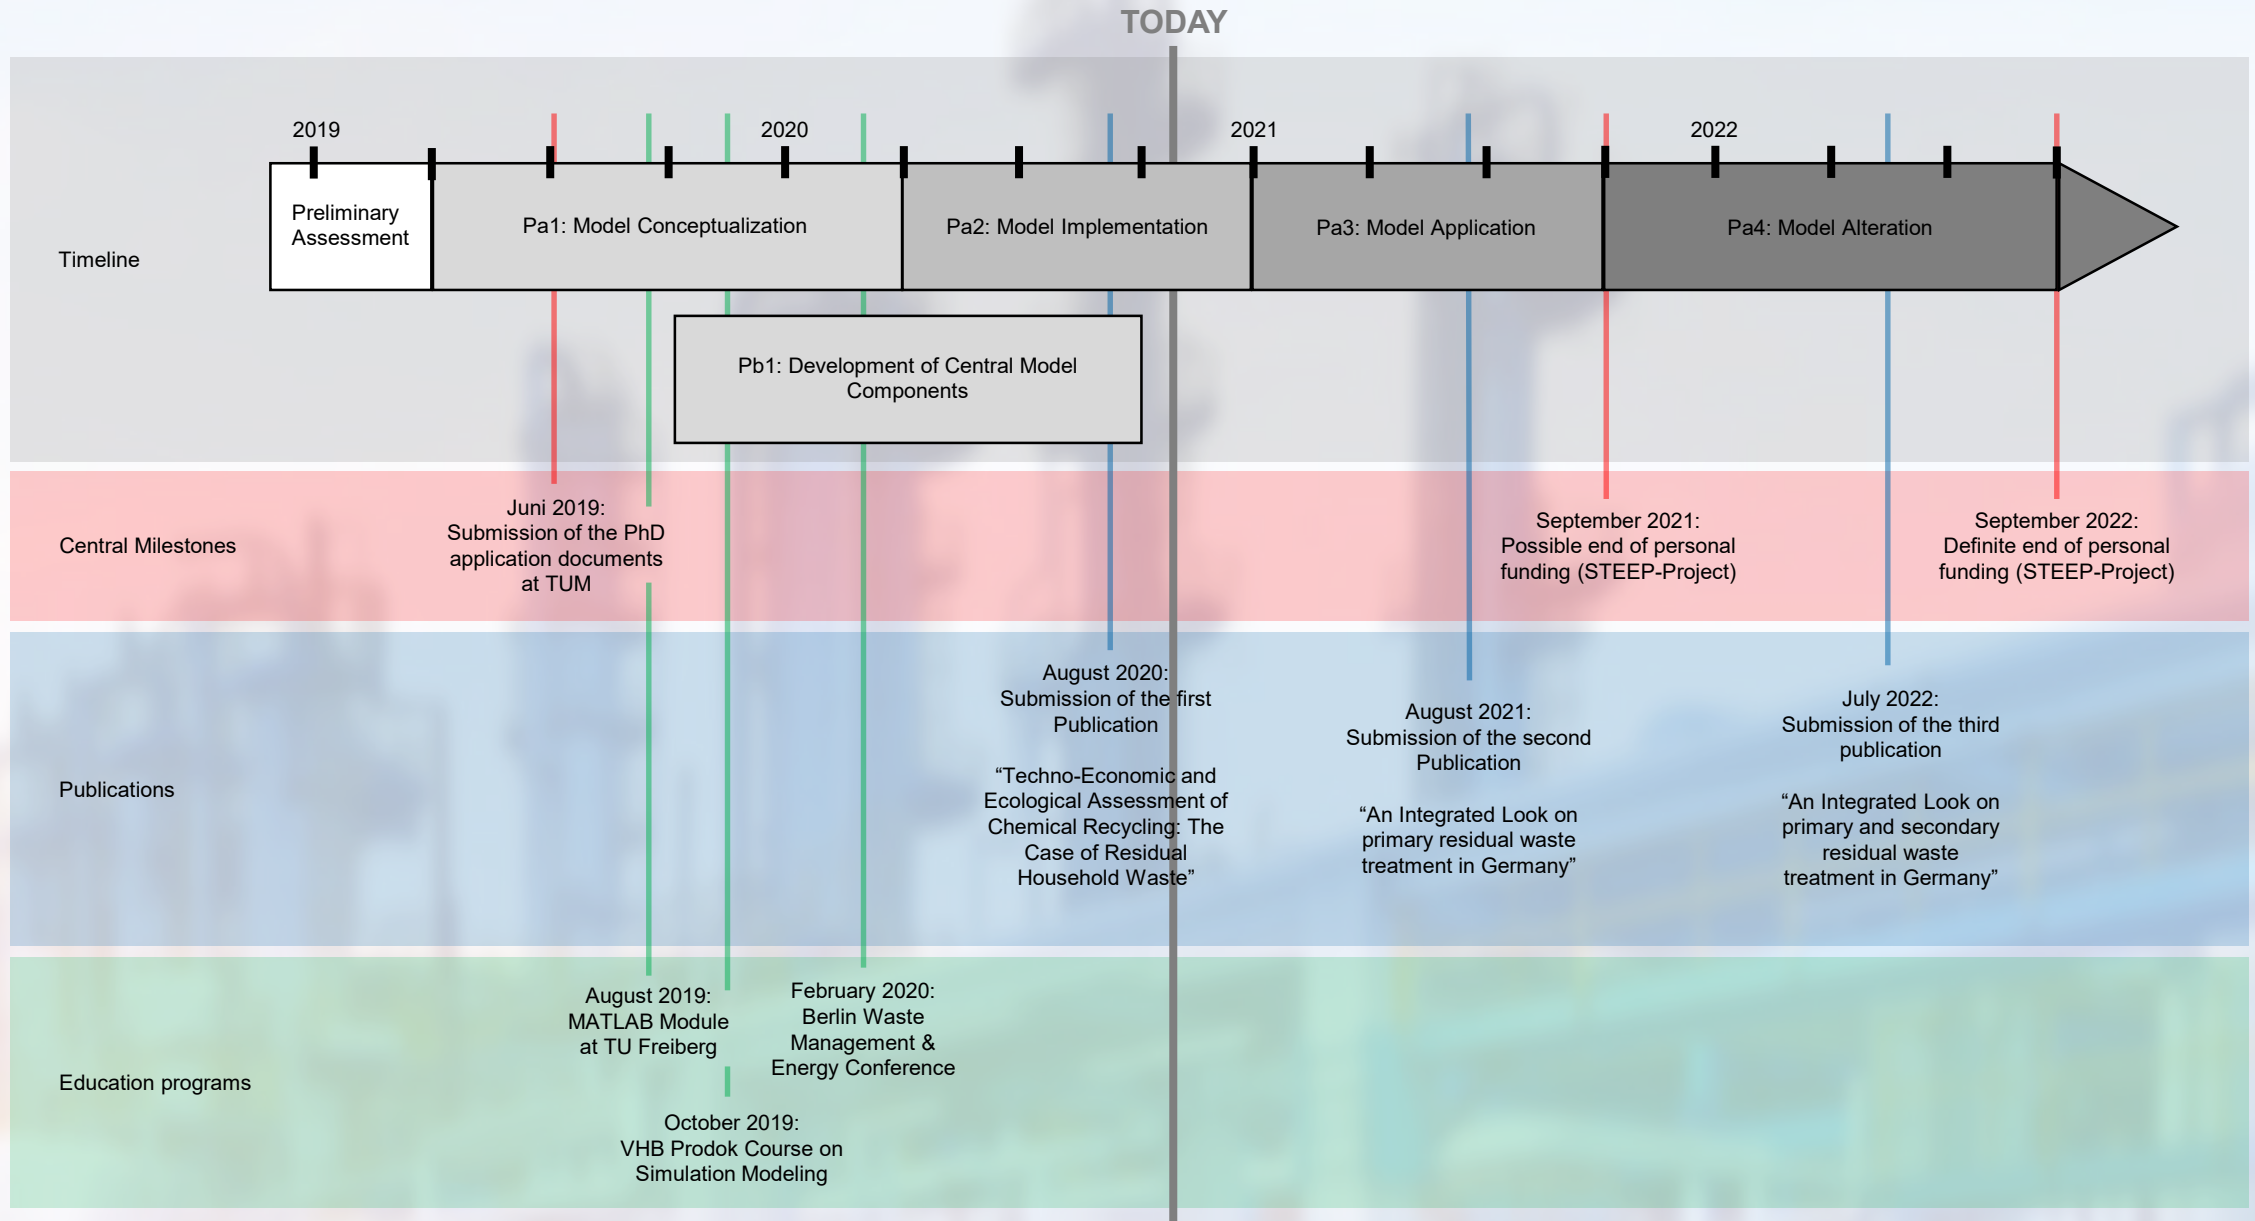 TODAY
2019
2020
2021
2022
Timeline
Preliminary
Assessment
Pa1: Model Conceptualization
Pa2: Model Implementation
Pa3: Model Application
Pa4: Model Alteration
Pb1: Development of Central Model
Components
Central Milestones
Juni 2019:
Submission of the PhD
application documents
at TUM
September 2021:
Possible end of personal
funding (STEEP-Project)
September 2022:
Definite end of personal
funding (STEEP-Project)
Publications
August 2020:
Submission of the first
Publication
“Techno-Economic and
Ecological Assessment of
Chemical Recycling: The
Case of Residual
Household Waste”
August 2021:
Submission of the second
Publication
“An Integrated Look on
primary residual waste
treatment in Germany”
July 2022:
Submission of the third
publication
“An Integrated Look on
primary and secondary
residual waste
treatment in Germany”
Education programs
August 2019:
MATLAB Module
at TU Freiberg
October 2019:
VHB Prodok Course on
Simulation Modeling
February 2020:
Berlin Waste
Management &
Energy Conference